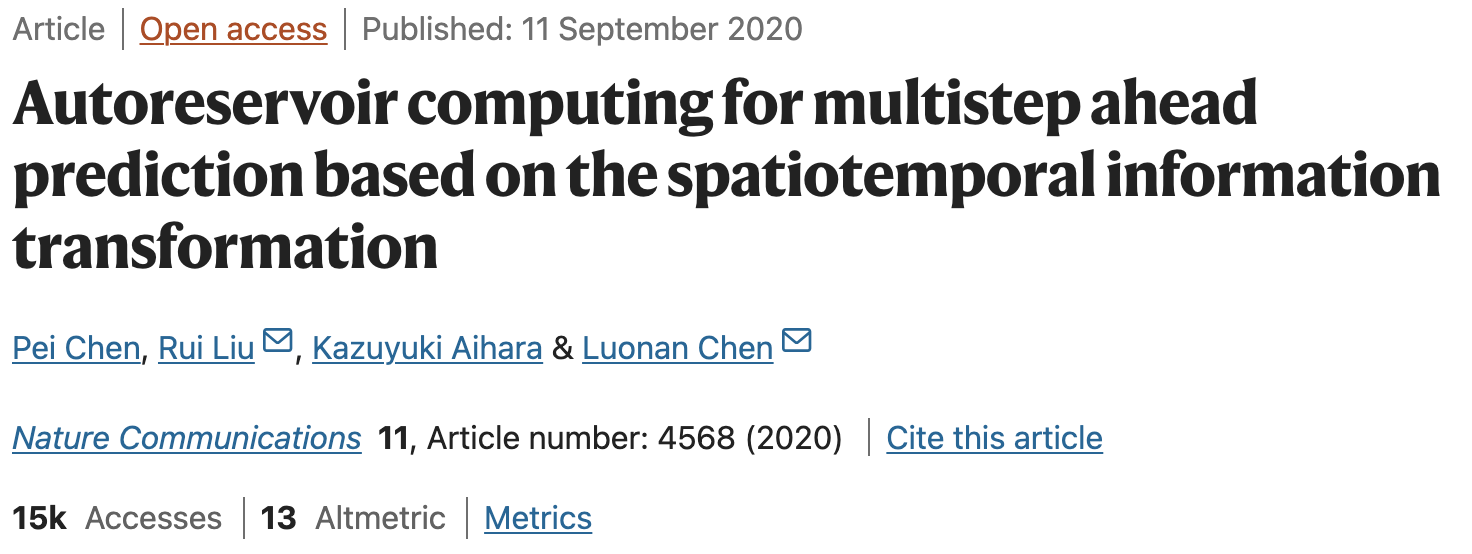 Article | Open access | Published: 11 September 2020
Autoreservoir computing for multistep ahead
prediction based on the spatiotemporal information
transformation
Pei Chen, Rui Liu, Kazuyuki Aihara & Luonan Chen
Nature Communications 11, Article number: 4568 (2020) | Cite this article
15k Accesses | 13 Altmetric | Metrics